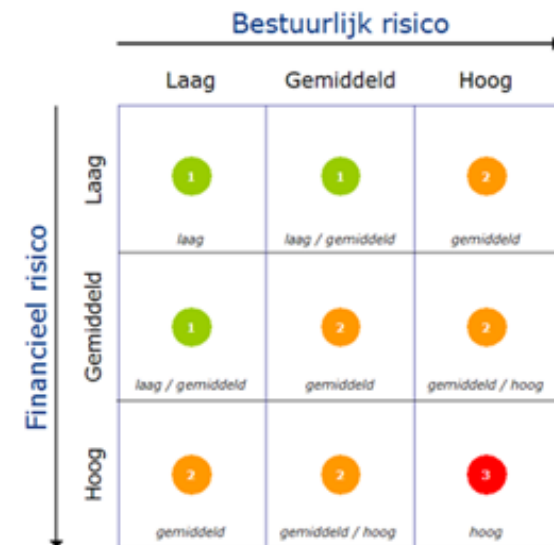 Bestuurlijk risico
Laag Gemiddeld Hoog
Financieel risico
Laag
1 1 2
laag laag / gemiddeld gemiddeld
Gemiddeld
1 2 2
laag / gemiddeld gemiddeld gemiddeld / hoog
Hoog
2 2 3
gemiddeld gemiddeld / hoog hoog